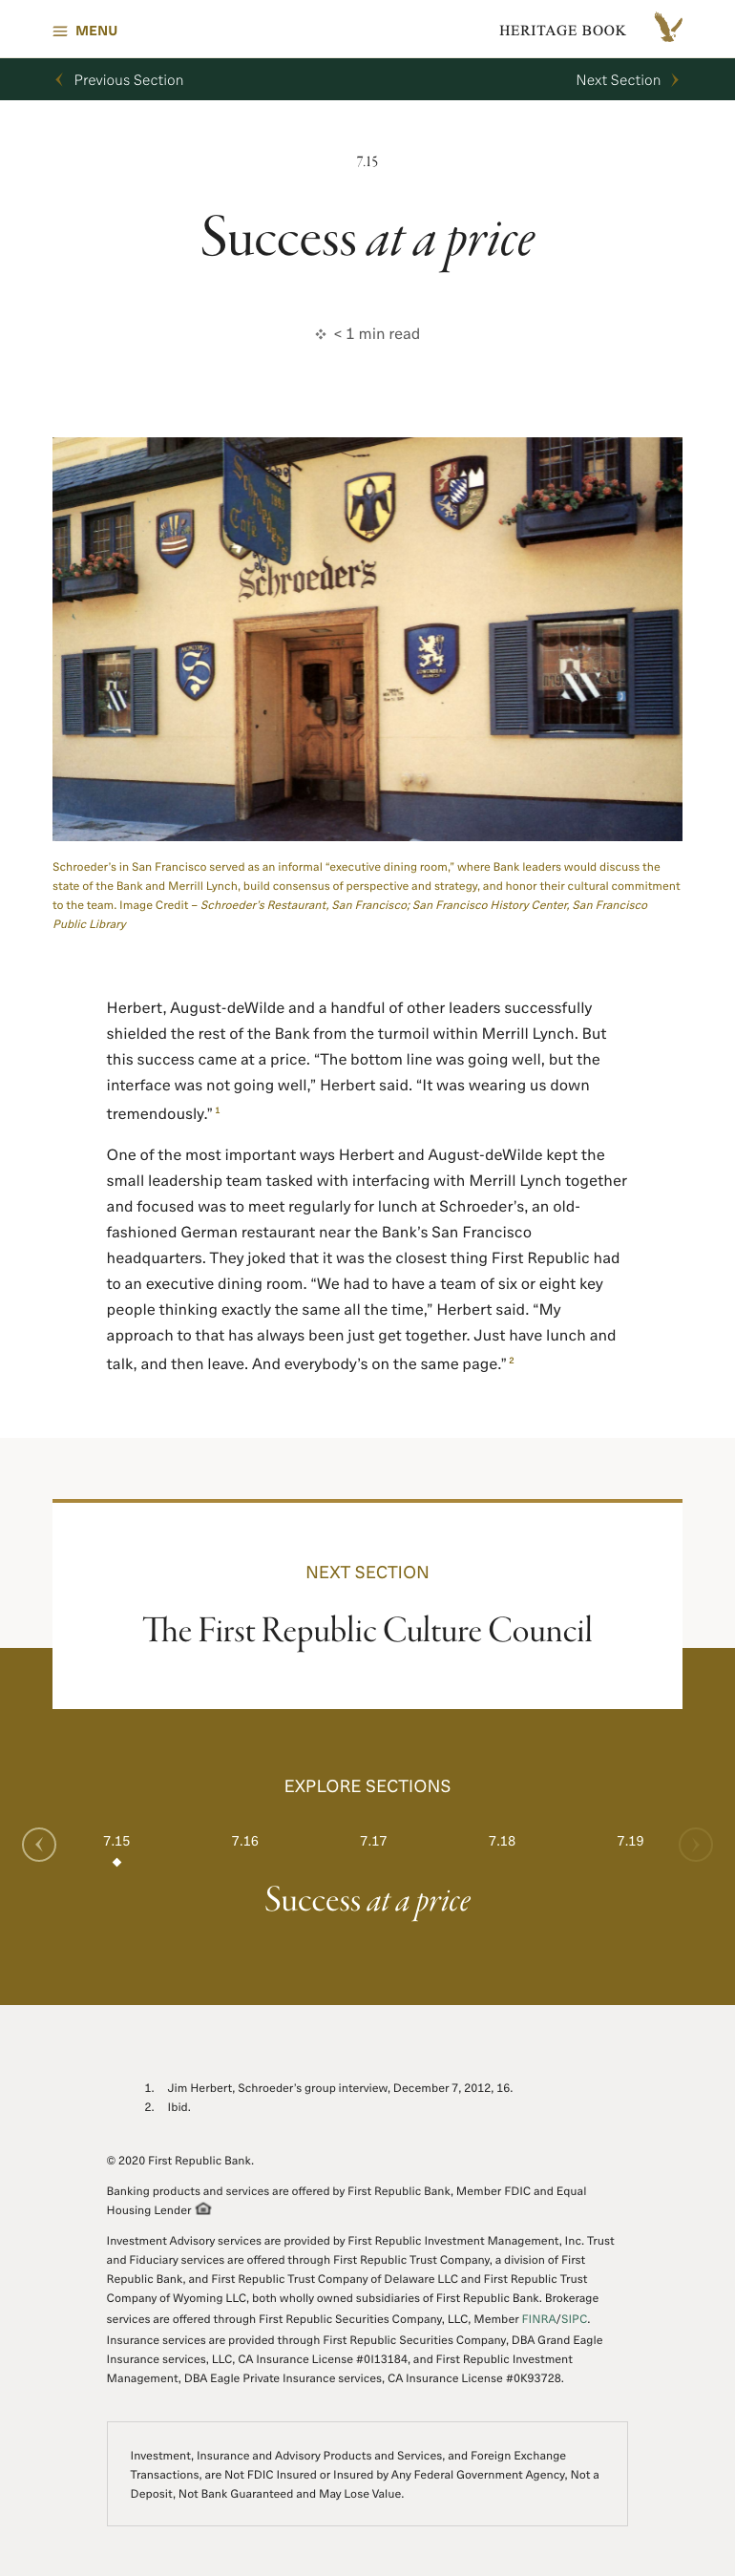 MENU
HERITAGE BOOK
Previous Section
Next Section
7.15
Success at a price
< 1 min read
Schroeder's
Cafe
Schroeder's
Schroeder's in San Francisco served as an informal “executive dining room,” where Bank leaders would discuss the
state of the Bank and Merrill Lynch, build consensus of perspective and strategy, and honor their cultural commitment
to the team. Image Credit – Schroeder's Restaurant, San Francisco; San Francisco History Center, San Francisco
Public Library
Herbert, August-deWilde and a handful of other leaders successfully
shielded the rest of the Bank from the turmoil within Merrill Lynch. But
this success came at a price. “The bottom line was going well, but the
interface was not going well,” Herbert said. “It was wearing us down
tremendously.” 1
One of the most important ways Herbert and August-deWilde kept the
small leadership team tasked with interfacing with Merrill Lynch together
and focused was to meet regularly for lunch at Schroeder's, an old-
fashioned German restaurant near the Bank's San Francisco
headquarters. They joked that it was the closest thing First Republic had
to an executive dining room. “We had to have a team of six or eight key
people thinking exactly the same all the time,” Herbert said. “My
approach to that has always been just get together. Just have lunch and
talk, and then leave. And everybody's on the same page.” 2
NEXT SECTION
The First Republic Culture Council
EXPLORE SECTIONS
7.15 7.16 7.17 7.18 7.19
Success at a price
1. Jim Herbert, Schroeder's group interview, December 7, 2012, 16.
2. Ibid.
© 2020 First Republic Bank.
Banking products and services are offered by First Republic Bank, Member FDIC and Equal
Housing Lender
Investment Advisory services are provided by First Republic Investment Management, Inc. Trust
and Fiduciary services are offered through First Republic Trust Company, a division of First
Republic Bank, and First Republic Trust Company of Delaware LLC and First Republic Trust
Company of Wyoming LLC, both wholly owned subsidiaries of First Republic Bank. Brokerage
services are offered through First Republic Securities Company, LLC, Member FINRA/SIPC.
Insurance services are provided through First Republic Securities Company, DBA Grand Eagle
Insurance services, LLC, CA Insurance License #0I13184, and First Republic Investment
Management, DBA Eagle Private Insurance services, CA Insurance License #0K93728.
Investment, Insurance and Advisory Products and Services, and Foreign Exchange
Transactions, are Not FDIC Insured or Insured by Any Federal Government Agency, Not a
Deposit, Not Bank Guaranteed and May Lose Value.